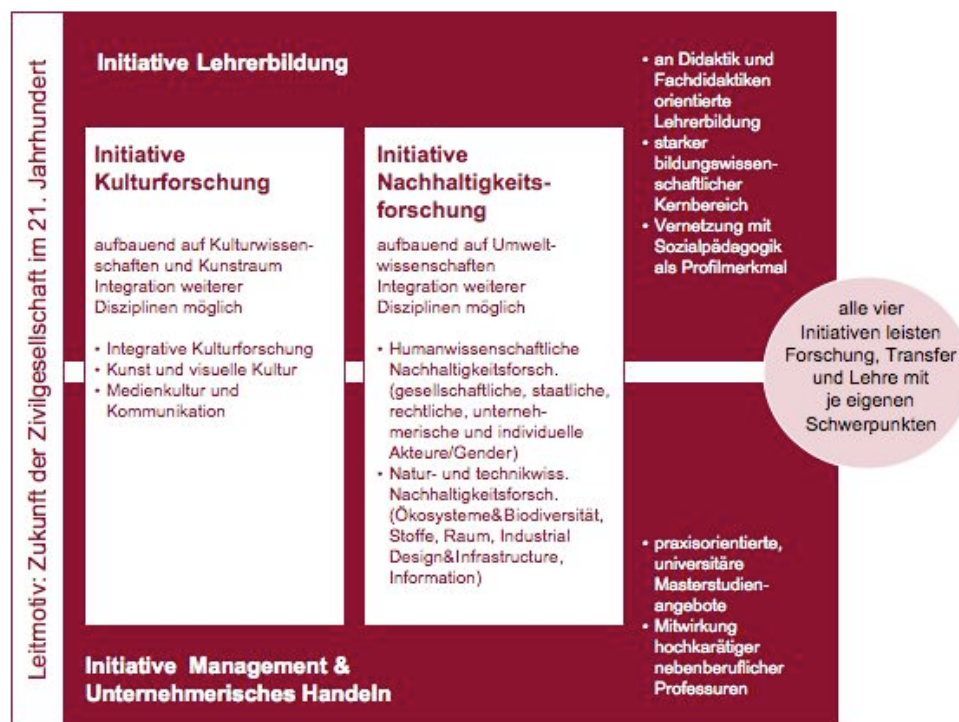 Leitmotiv: Zukunft der Zivilgesellschaft im 21. Jahrhundert
Initiative Lehrerbildung
Initiative
Kulturforschung
aufbauend auf Kulturwissen-
schaften und Kunstraum
Integration weiterer
Disziplinen möglich
• Integrative Kulturforschung
• Kunst und visuelle Kultur
• Medienkultur und
Kommunikation
Initiative
Nachhaltigkeits-
forschung
aufbauend auf Umwelt-
wissenschaften
Integration weiterer
Disziplinen möglich
• Humanwissenschaftliche
Nachhaltigkeitsforsch.
(gesellschaftliche, staatliche,
rechtliche, unterneh-
merische und individuelle
Akteure/Gender)
• Natur- und technikwiss.
Nachhaltigkeitsforsch.
(Ökosysteme&Biodiversität,
Stoffe, Raum, Industrial
Design&Infrastructure,
Information)
• an Didaktik und
Fachdidaktiken
orientierte
Lehrerbildung
• starker
bildungswissen-
schaftlicher
Kernbereich
• Vernetzung mit
Sozialpädagogik
als Profilmerkmal
alle vier
Initiativen leisten
Forschung, Transfer
und Lehre mit
je eigenen
Schwerpunkten
• praxisorientierte,
universitäre
Masterstudien-
angebote
• Mitwirkung
hochkarätiger
nebenberuflicher
Professuren
Initiative Management &
Unternehmerisches Handeln